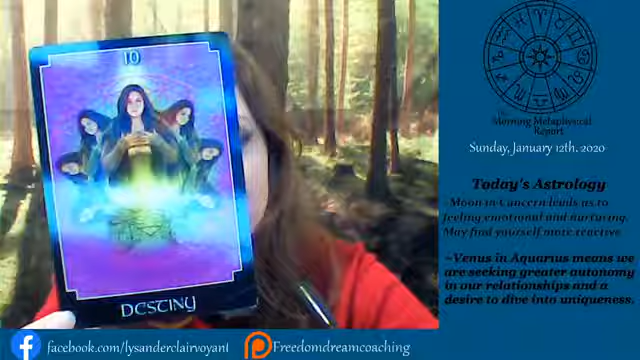 10
DESTINY
The
Morning Metaphysical
Report
Sunday, January 12th, 2020
Today's Astrology
Moon in Cancern leads us to
feeling emotional and nurturing.
May find yourself more reactive
~Venus in Aquarius means we
are seeking greater autonomy
in our relationships and a
desire to dive into uniqueness.
facebook.com/lysanderclairvoyant
Freedomdreamcoaching